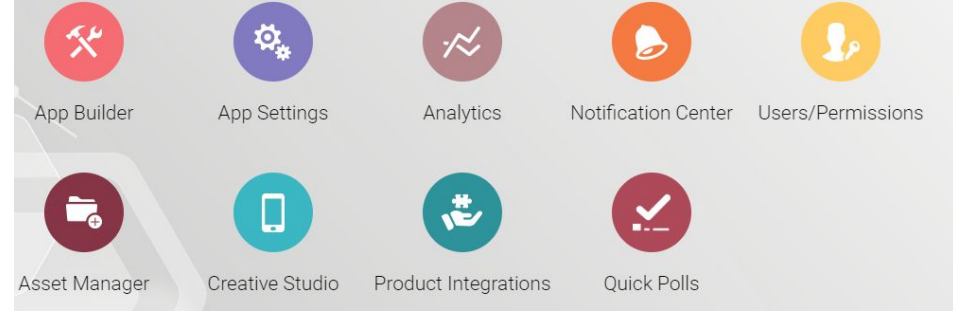 App Builder
App Settings
Analytics
Notification Center
Users/Permissions
Asset Manager
Creative Studio
Product Integrations
Quick Polls